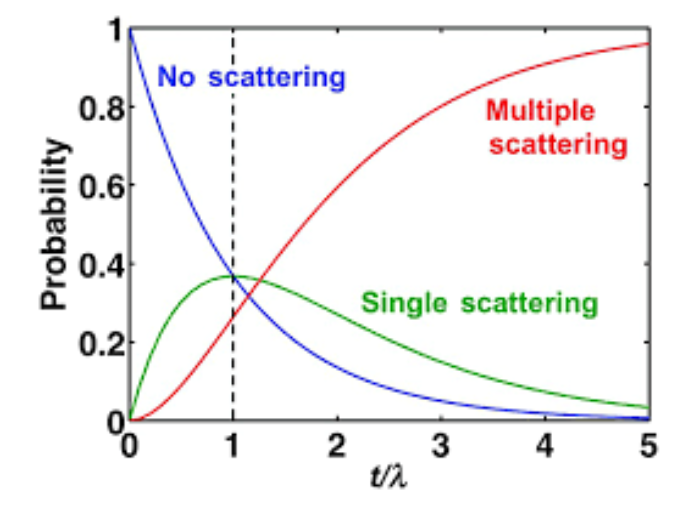 1
No scattering
0.8
Multiple
scattering
0.6
Probability
0.4
Single scattering
0.2
0
0 1 2 3 4 5
t/λ